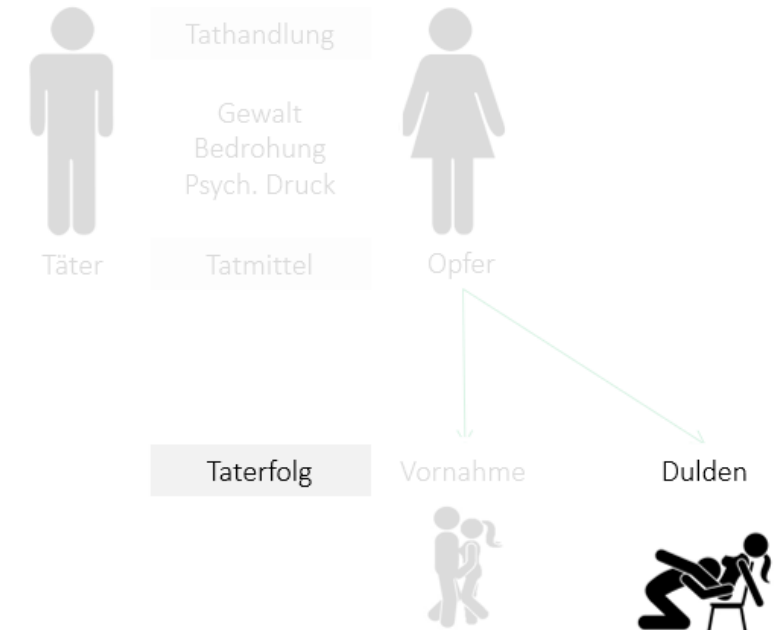 Tathandlung
Gewalt
Bedrohung
Psych. Druck
Täter
Tatmittel
Opfer
Taterfolg
Vornahme
Dulden